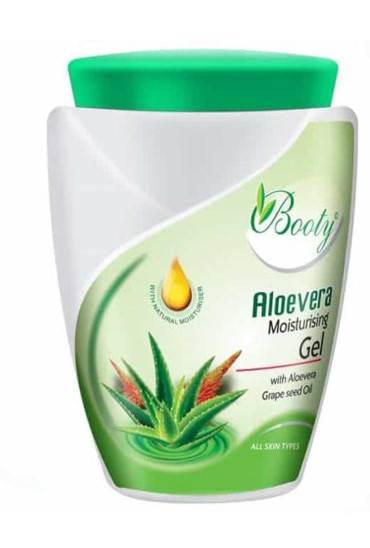 Booty®
WITH NATURAL MOISTURISER
Aloevera
Moisturising
Gel
with Aloevera
Grape seed Oil
ALL SKIN TYPES